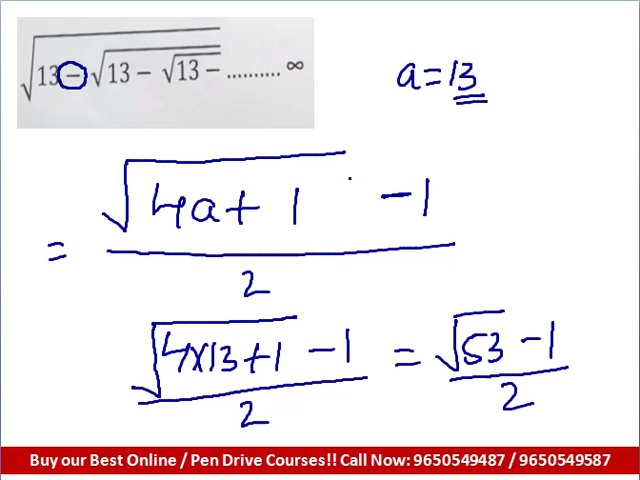 √13 − √13 − √13 − .......... ∞
a = 13
= (√4a + 1 - 1) / 2
(√4×13+1 - 1) / 2 = (√53 - 1) / 2
Buy our Best Online / Pen Drive Courses!! Call Now: 9650549487 / 9650549587